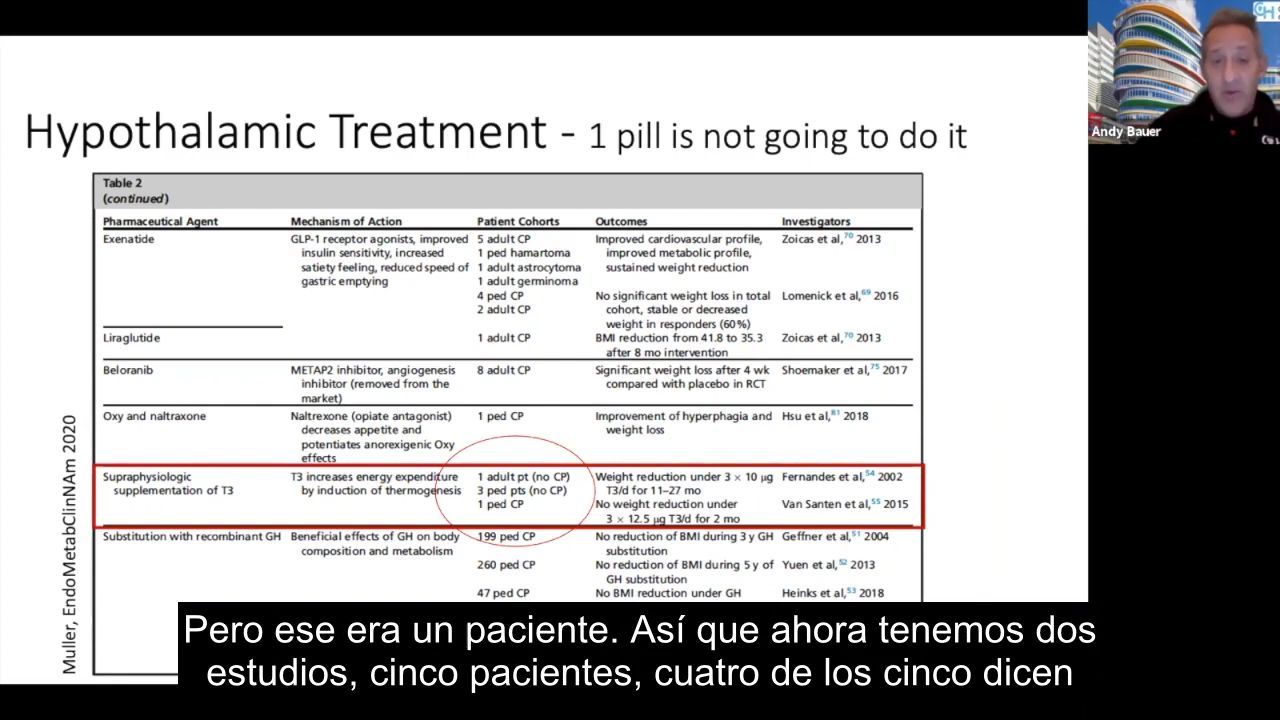 Hypothalamic Treatment - 1 pill is not going to do it
Andy Bauer
Table 2
(continued)
Pharmaceutical Agent Mechanism of Action Patient Cohorts Outcomes Investigators
Exenatide GLP-1 receptor agonists, improved 5 adult CP Improved cardiovascular profile, Zoicas et al,70 2013
insulin sensitivity, increased 1 ped hamartoma improved metabolic profile,
satiety feeling, reduced speed of 1 adult astrocytoma sustained weight reduction
gastric emptying 1 adult germinoma
4 ped CP No significant weight loss in total Lomenick et al,69 2016
2 adult CP cohort, stable or decreased
weight in responders (60%)
Liraglutide 1 adult CP BMI reduction from 41.8 to 35.3 Zoicas et al,70 2013
after 8 mo intervention
Beloranib METAP2 inhibitor, angiogenesis 8 adult CP Significant weight loss after 4 wk Shoemaker et al,75 2017
inhibitor (removed from the compared with placebo in RCT
market)
Oxy and naltraxone Naltrexone (opiate antagonist) 1 ped CP Improvement of hyperphagia and Hsu et al,81 2018
decreases appetite and weight loss
potentiates anorexigenic Oxy
effects
Supraphysiologic T3 increases energy expenditure 1 adult pt (no CP) Weight reduction under 3 × 10 μg Fernandes et al,54 2002
supplementation of T3 by induction of thermogenesis 3 ped pts (no CP) T3/d for 11–27 mo
1 ped CP No weight reduction under Van Santen et al,55 2015
3 × 12.5 μg T3/d for 2 mo
Substitution with recombinant GH Beneficial effects of GH on body 199 ped CP No reduction of BMI during 3 y GH Geffner et al,51 2004
composition and metabolism substitution
260 ped CP No reduction of BMI during 5 y of Yuen et al,52 2013
GH substitution
47 ped CP No BMI reduction under GH Heinks et al,53 2018
Muller, EndoMetabClinNAm 2020
Pero ese era un paciente. Así que ahora tenemos dos
estudios, cinco pacientes, cuatro de los cinco dicen